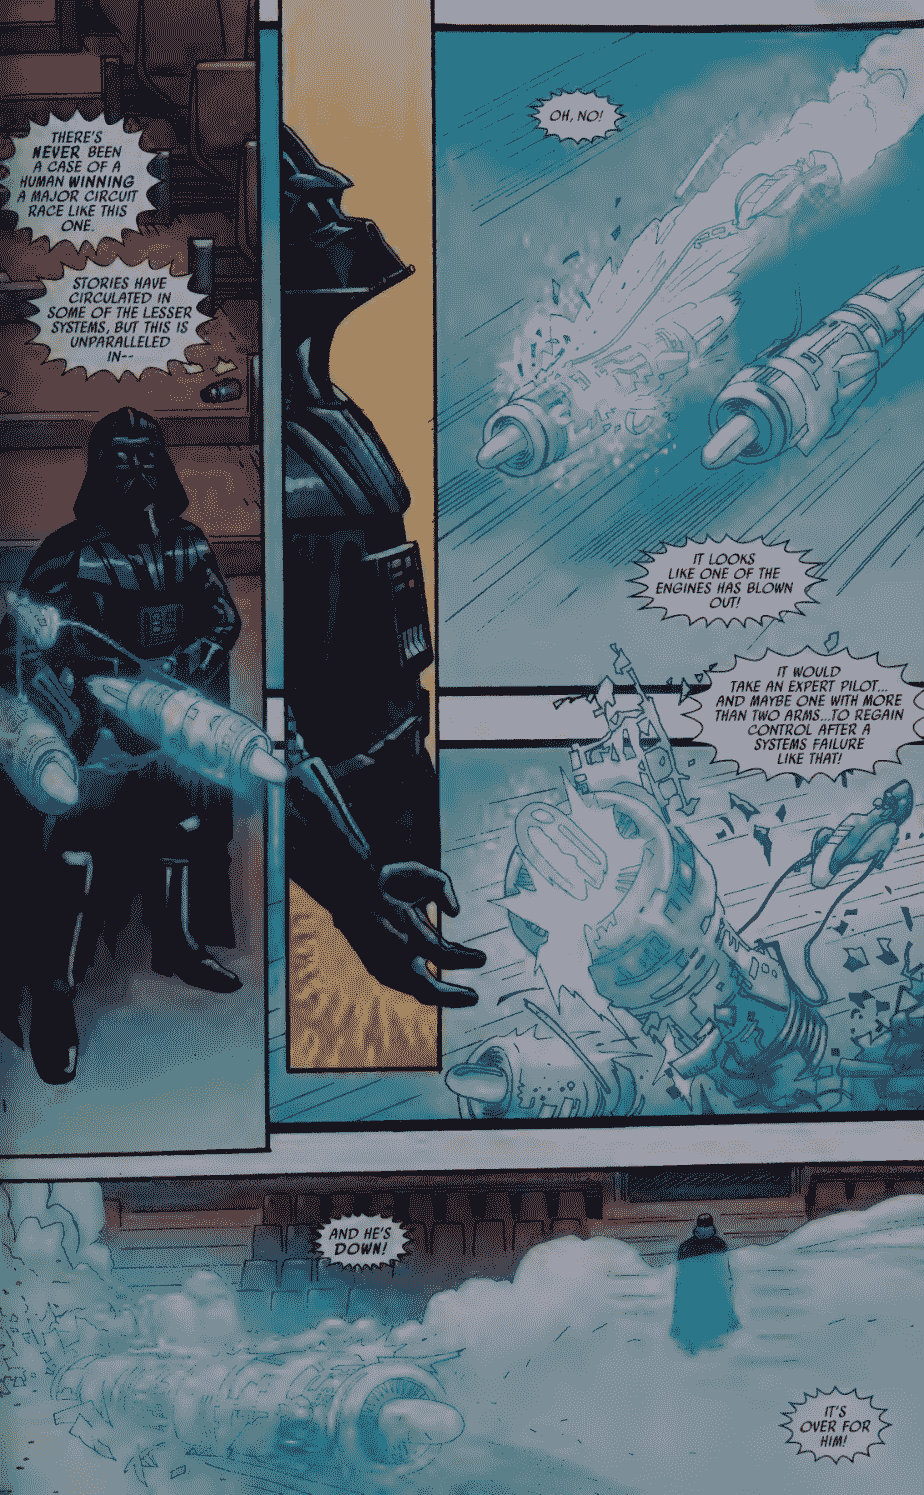 THERE'S
NEVER BEEN
A CASE OF A
HUMAN WINNING
A MAJOR CIRCUIT
RACE LIKE THIS
ONE.
STORIES HAVE
CIRCULATED IN
SOME OF THE LESSER
SYSTEMS, BUT THIS IS
UNPARALLELED
IN--
OH, NO!
IT LOOKS
LIKE ONE OF THE
ENGINES HAS BLOWN
OUT!
IT WOULD
TAKE AN EXPERT PILOT...
AND MAYBE ONE WITH MORE
THAN TWO ARMS...TO REGAIN
CONTROL AFTER A
SYSTEMS FAILURE
LIKE THAT!
AND HE'S
DOWN!
IT'S
OVER FOR
HIM!